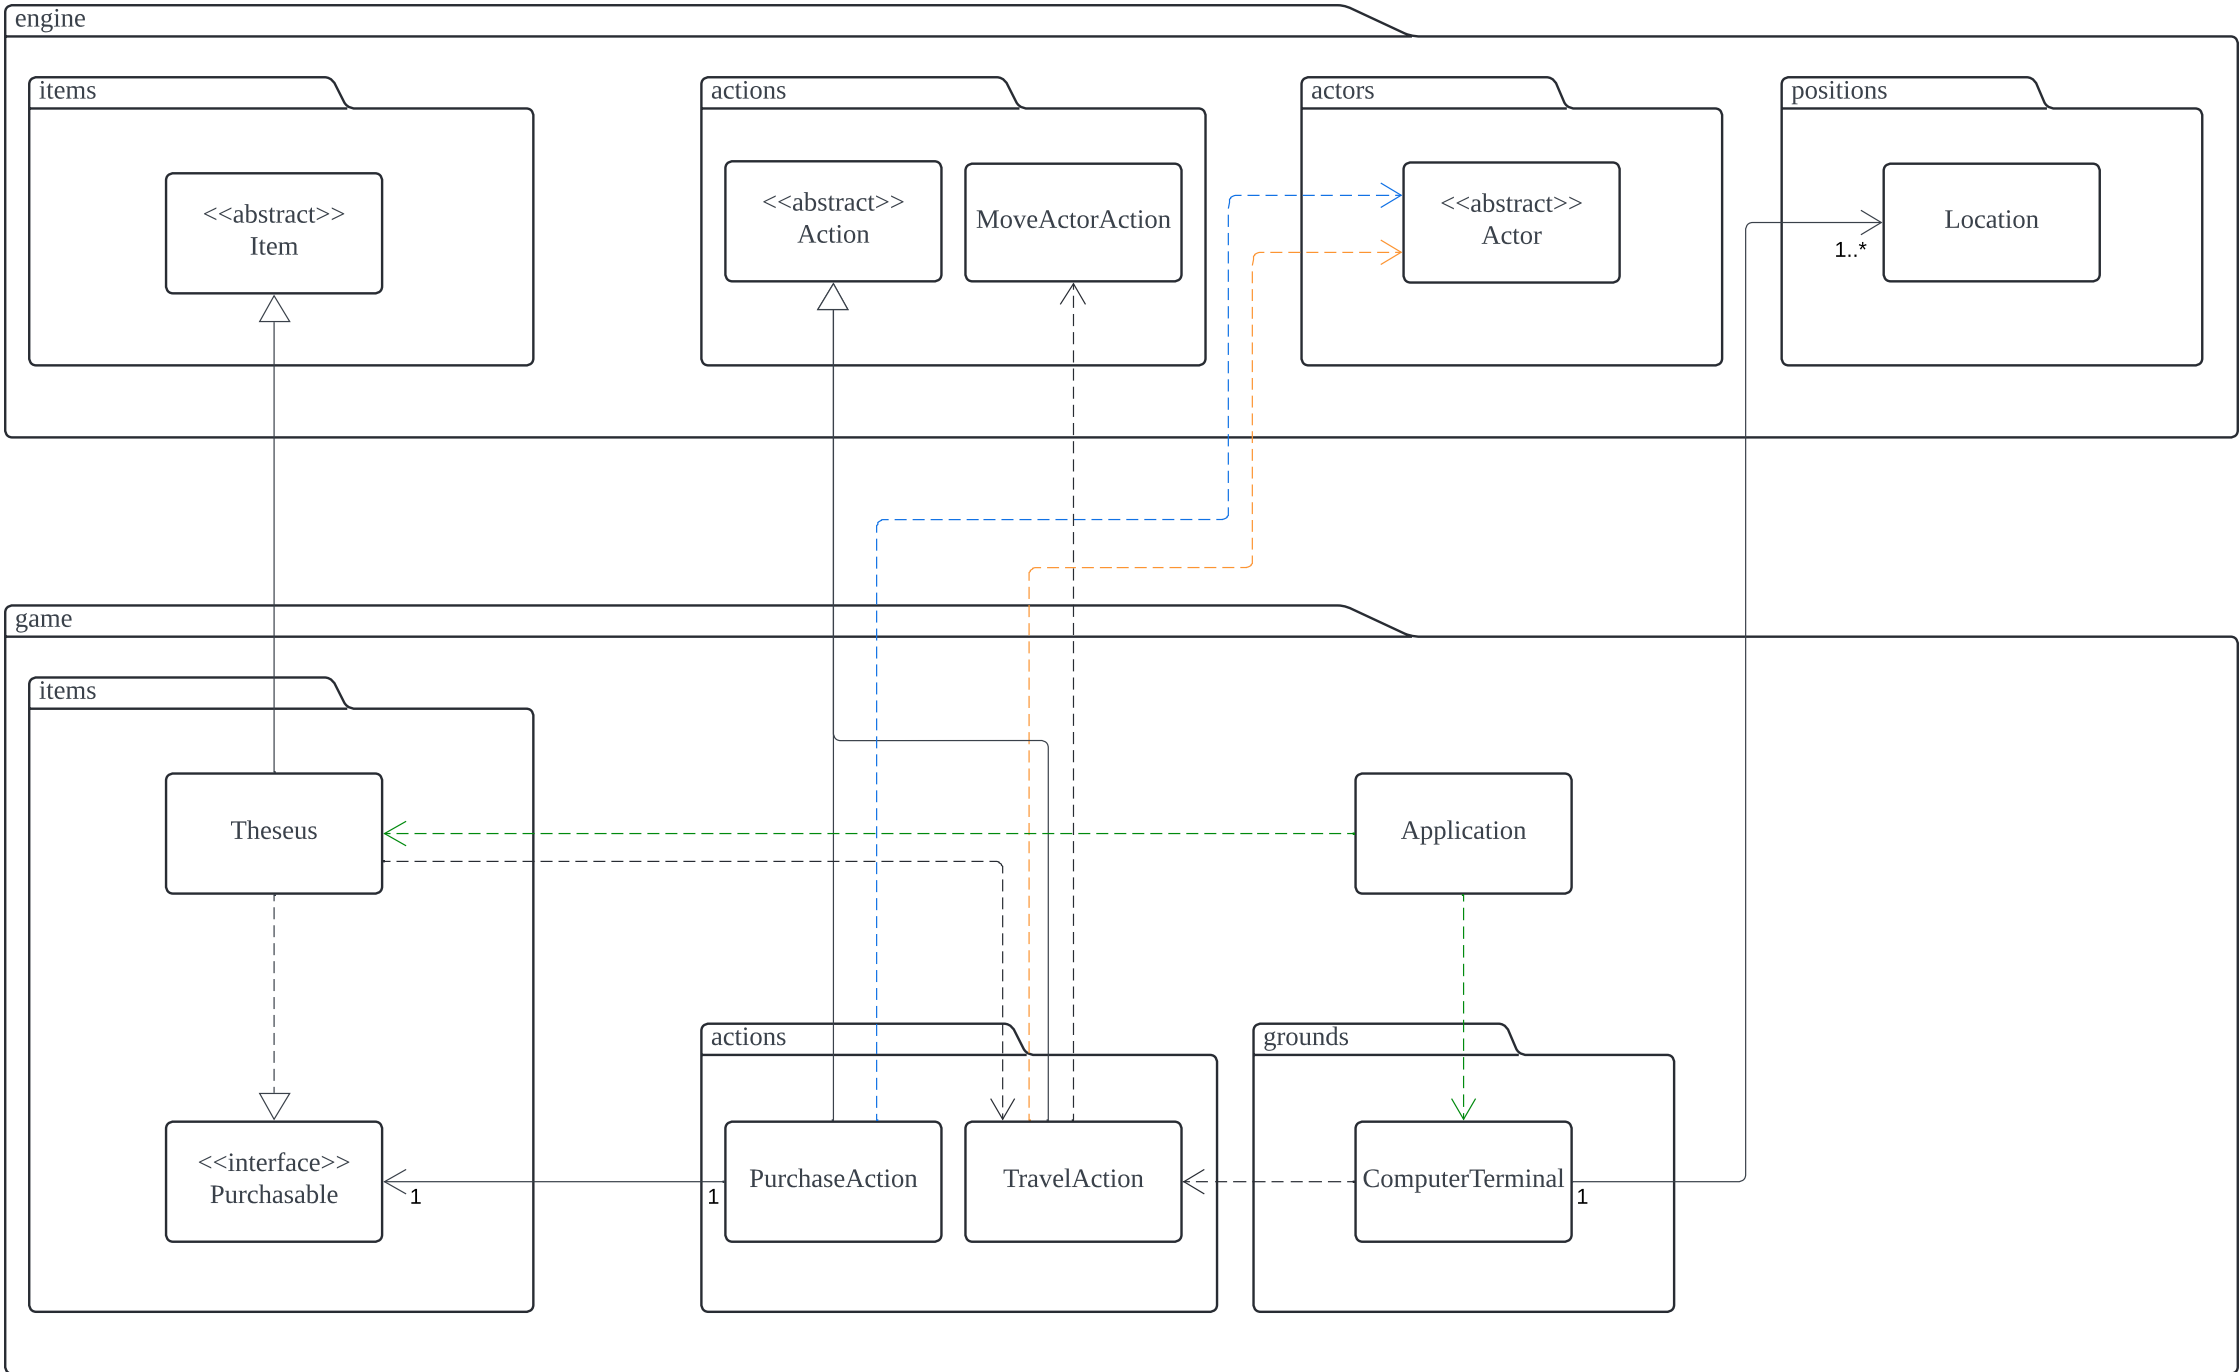 engine
items
actions
actors
positions
<<abstract>>
Item
<<abstract>>
Action
MoveActorAction
<<abstract>>
Actor
Location
1..*
game
items
Theseus
Application
actions
grounds
<<interface>>
Purchasable
1
1
PurchaseAction
TravelAction
ComputerTerminal
1